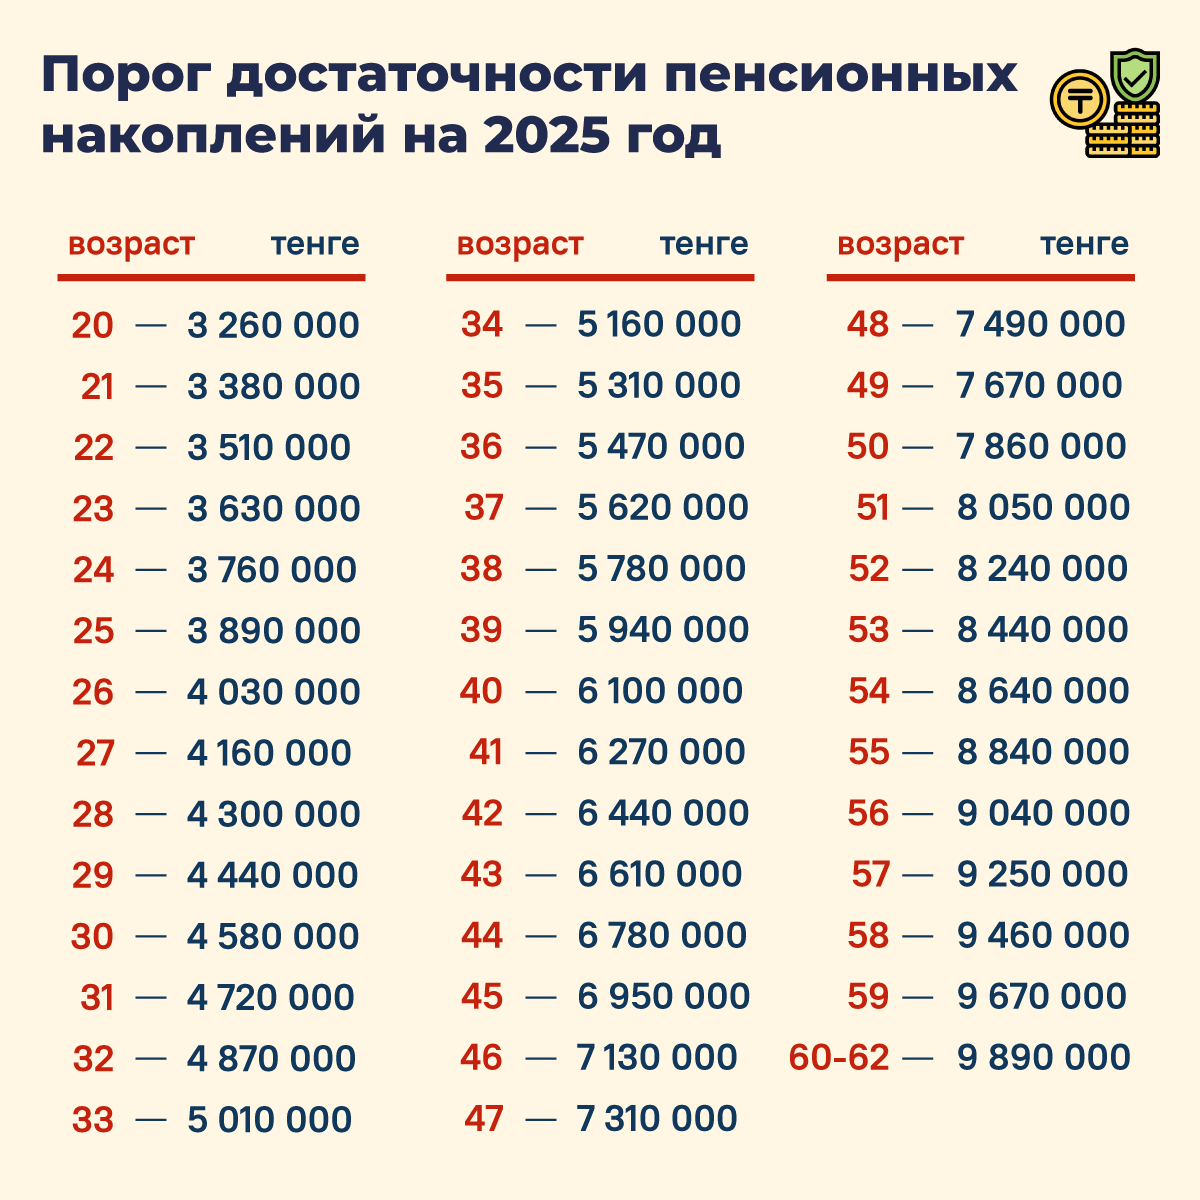 Порог достаточности пенсионных
накоплений на 2025 год
возраст тенге
20 — 3 260 000
21 — 3 380 000
22 — 3 510 000
23 — 3 630 000
24 — 3 760 000
25 — 3 890 000
26 — 4 030 000
27 — 4 160 000
28 — 4 300 000
29 — 4 440 000
30 — 4 580 000
31 — 4 720 000
32 — 4 870 000
33 — 5 010 000
возраст тенге
34 — 5 160 000
35 — 5 310 000
36 — 5 470 000
37 — 5 620 000
38 — 5 780 000
39 — 5 940 000
40 — 6 100 000
41 — 6 270 000
42 — 6 440 000
43 — 6 610 000
44 — 6 780 000
45 — 6 950 000
46 — 7 130 000
47 — 7 310 000
возраст тенге
48 — 7 490 000
49 — 7 670 000
50 — 7 860 000
51 — 8 050 000
52 — 8 240 000
53 — 8 440 000
54 — 8 640 000
55 — 8 840 000
56 — 9 040 000
57 — 9 250 000
58 — 9 460 000
59 — 9 670 000
60-62 — 9 890 000